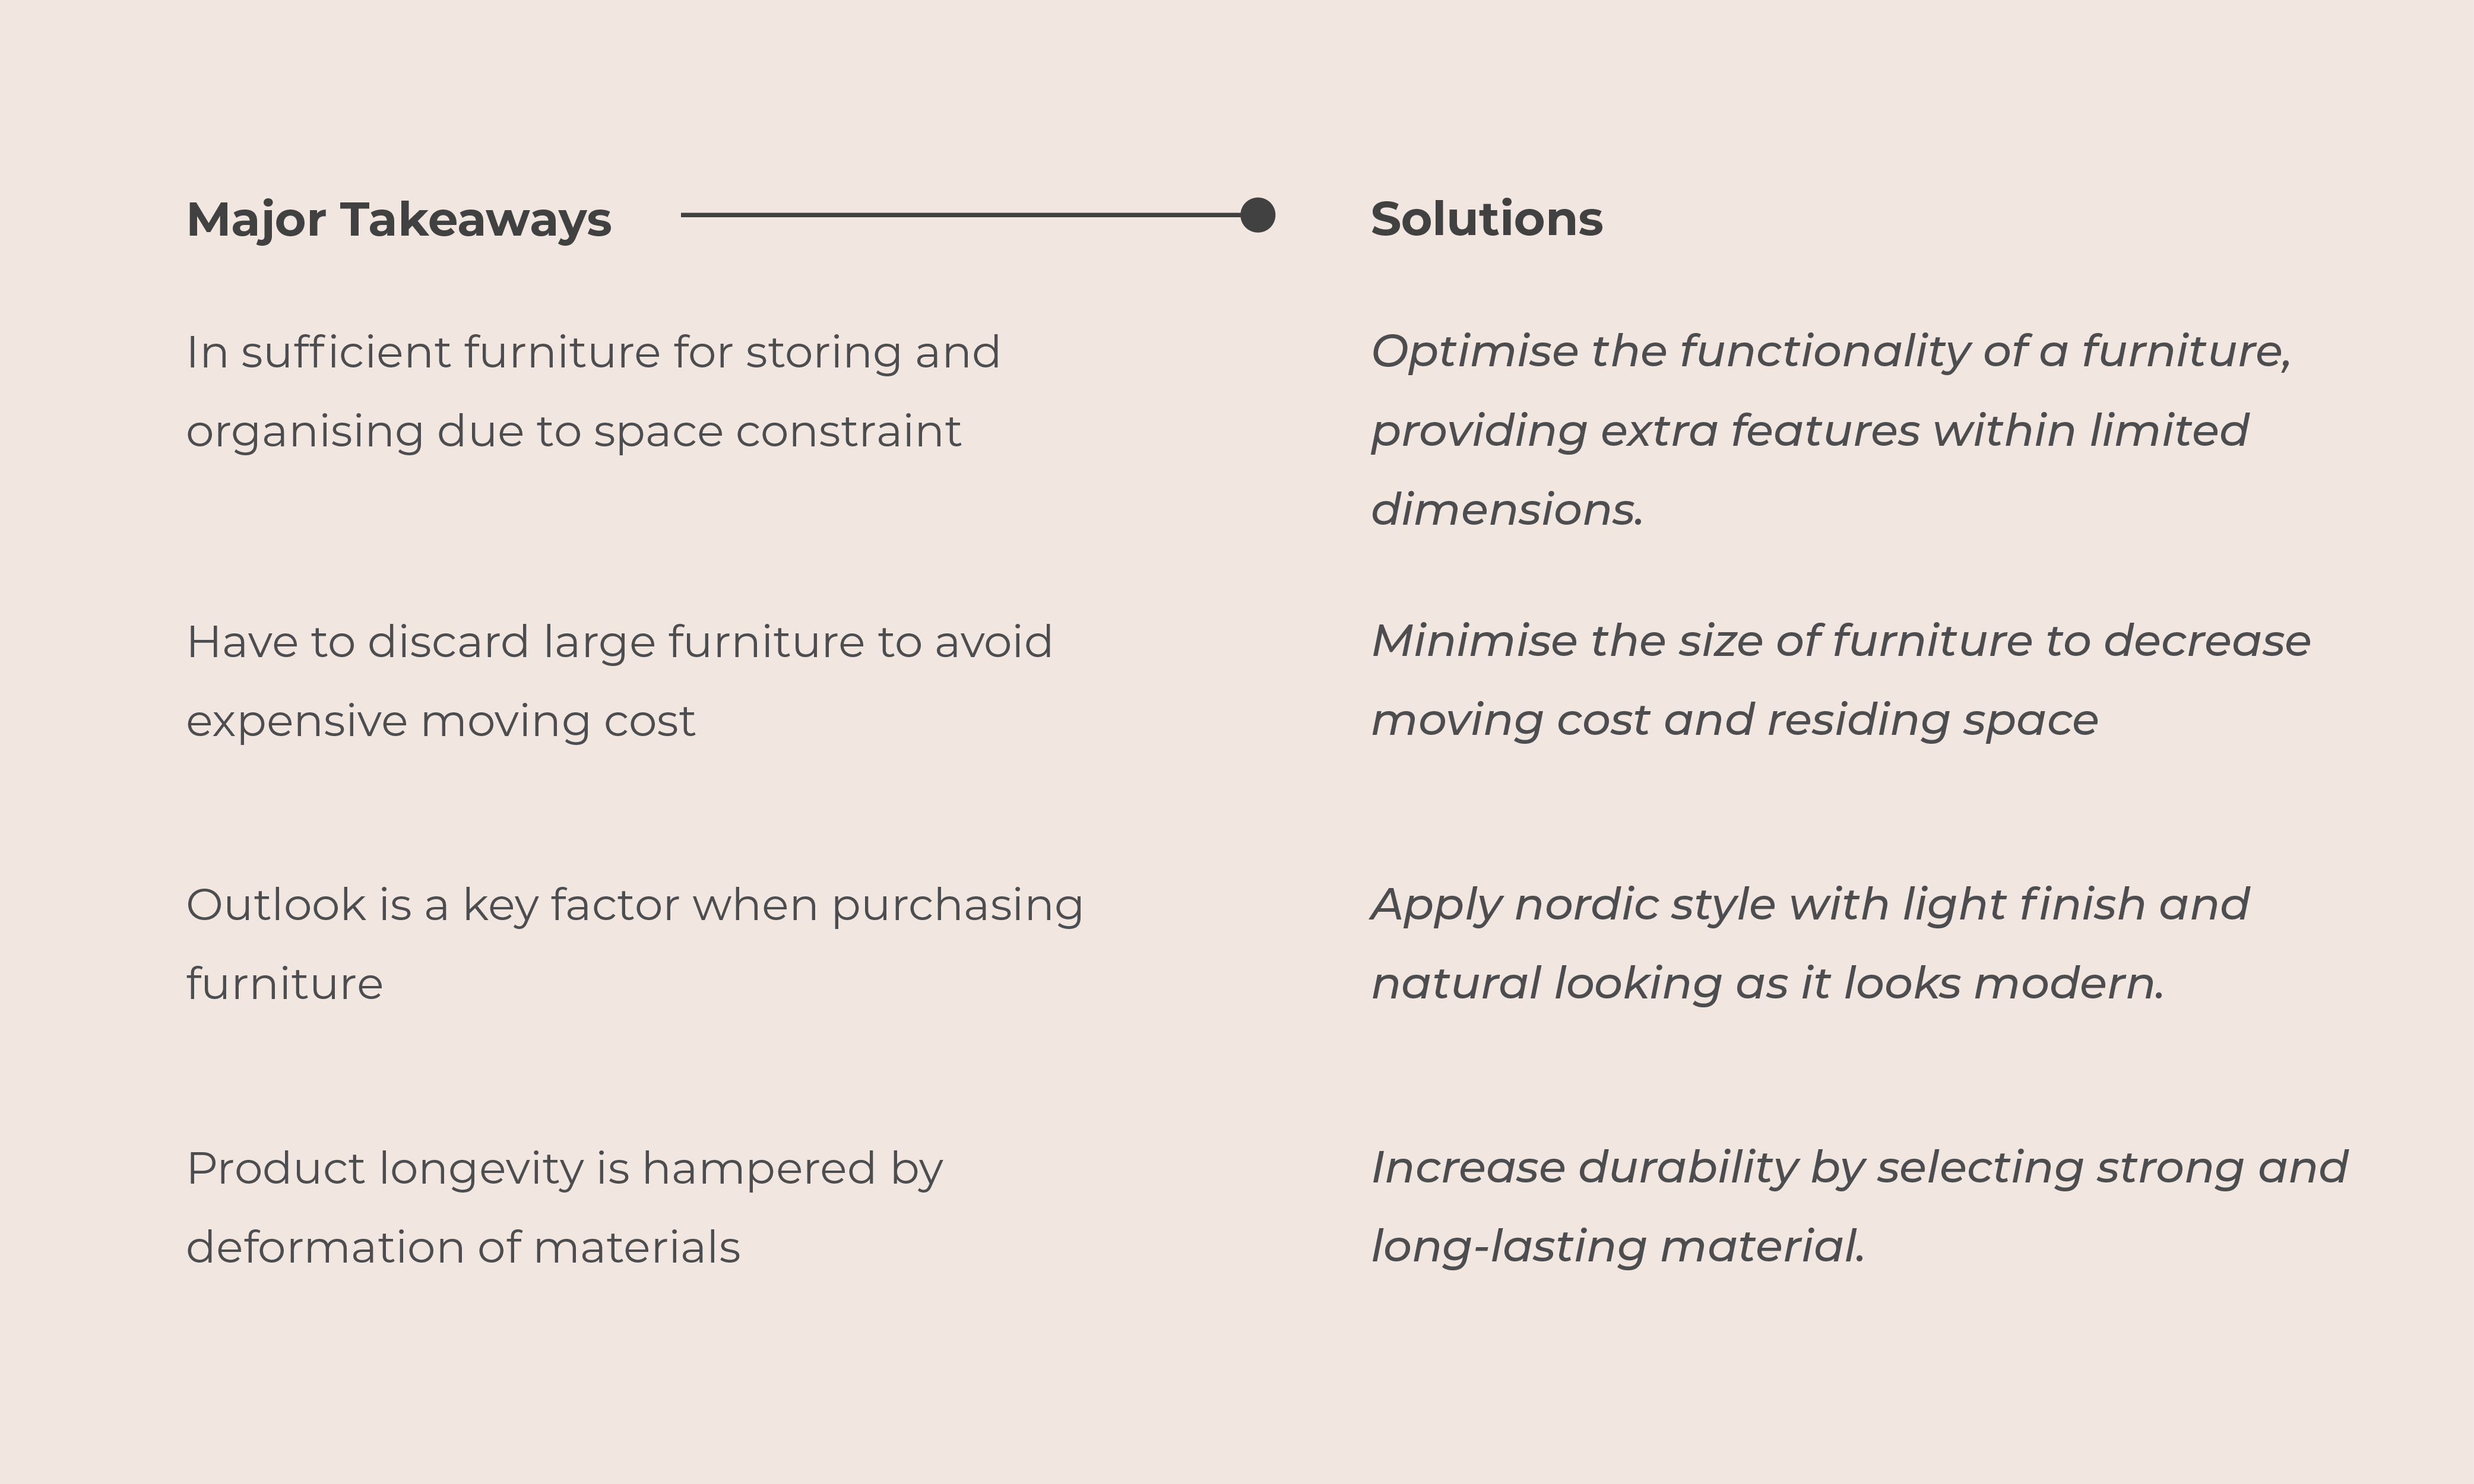 Major Takeaways
In sufficient furniture for storing and
organising due to space constraint
Have to discard large furniture to avoid
expensive moving cost
Outlook is a key factor when purchasing
furniture
Product longevity is hampered by
deformation of materials
Solutions
Optimise the functionality of a furniture,
providing extra features within limited
dimensions.
Minimise the size of furniture to decrease
moving cost and residing space
Apply nordic style with light finish and
natural looking as it looks modern.
Increase durability by selecting strong and
long-lasting material.